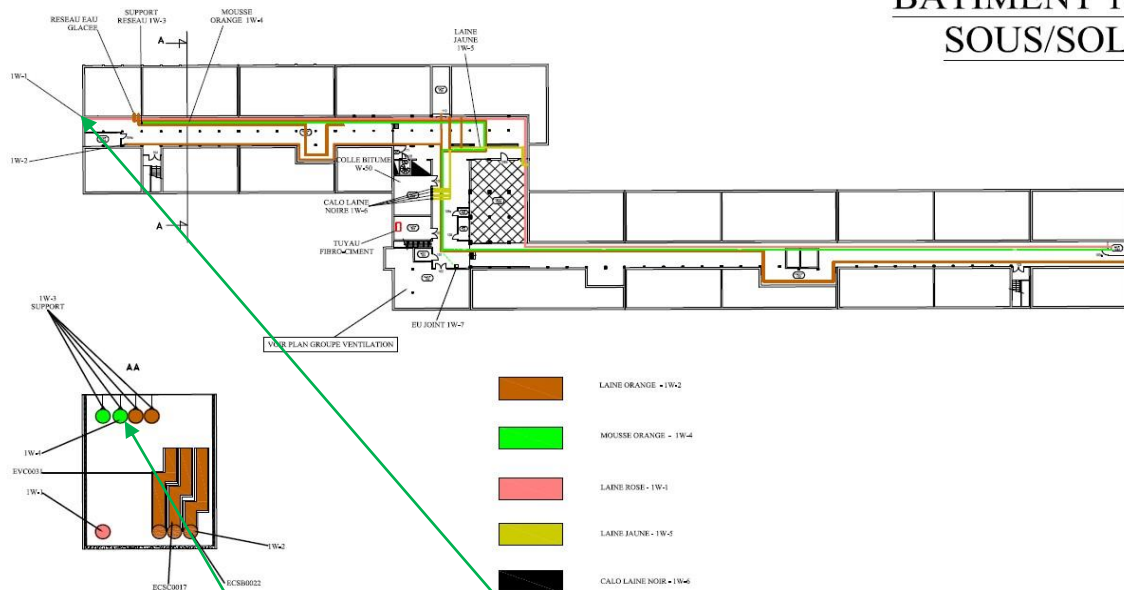 BATIMENT 1
SOUS/SOL
RESEAU EAU
GLACEE
SUPPORT
RESEAU 1W-3
MOUSSE
ORANGE 1W-4
LAINE
JAUNE
1W-5
A
1W-1
1W-2
COLLE BITUME
W-50
CALO LAINE
NOIRE 1W-6
A
TUYAU
FIBRO-CIMENT
EU JOINT 1W-7
VOIR PLAN GROUPE VENTILATION
1W-3
SUPPORT
AA
1W-4
EVC0031
1W-1
1W-2
ECSC0017
ECSB0022
LAINE ORANGE - 1W-2
MOUSSE ORANGE - 1W-4
LAINE ROSE - 1W-1
LAINE JAUNE - 1W-5
CALO LAINE NOIR - 1W-6